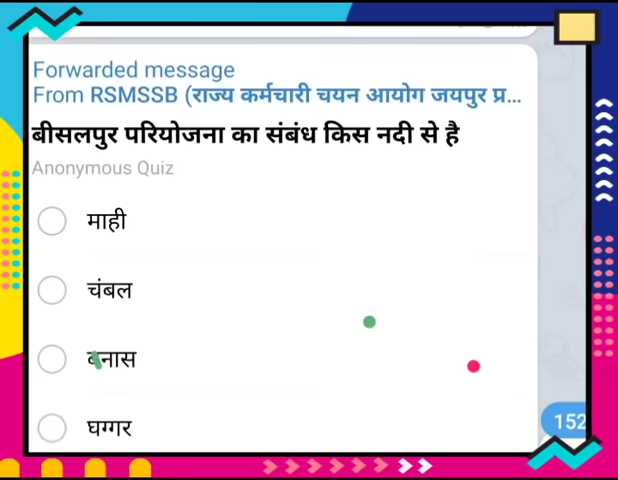 Forwarded message
From RSMSSB (राज्य कर्मचारी चयन आयोग जयपुर प्र...
बीसलपुर परियोजना का संबंध किस नदी से है
Anonymous Quiz
माही
चंबल
बनास
घग्गर
152